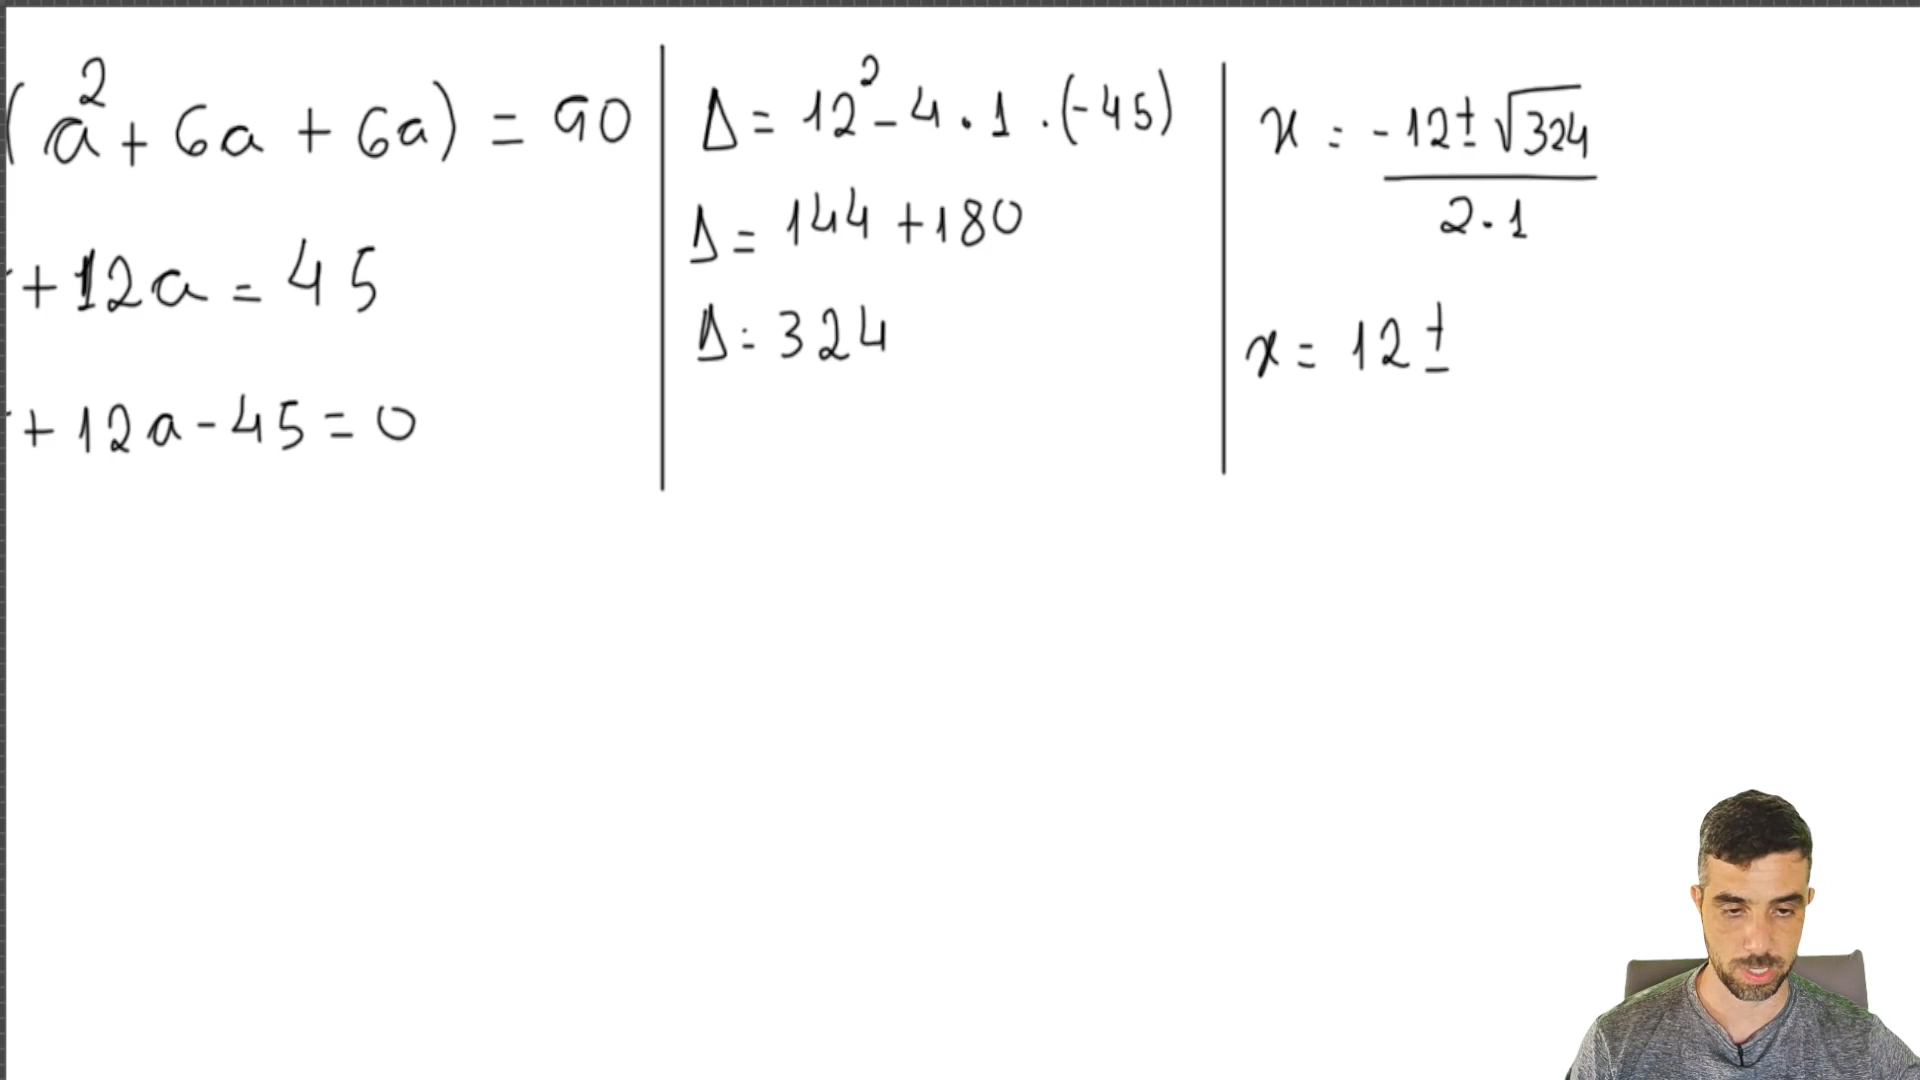 (a² + 6a + 6a) = 90
+ 12a = 45
+ 12a - 45 = 0
Δ = 12² - 4 . 1 . (-45)
Δ = 144 + 180
Δ = 324
x = -12 ± √324
2 . 1
x = 12 ±